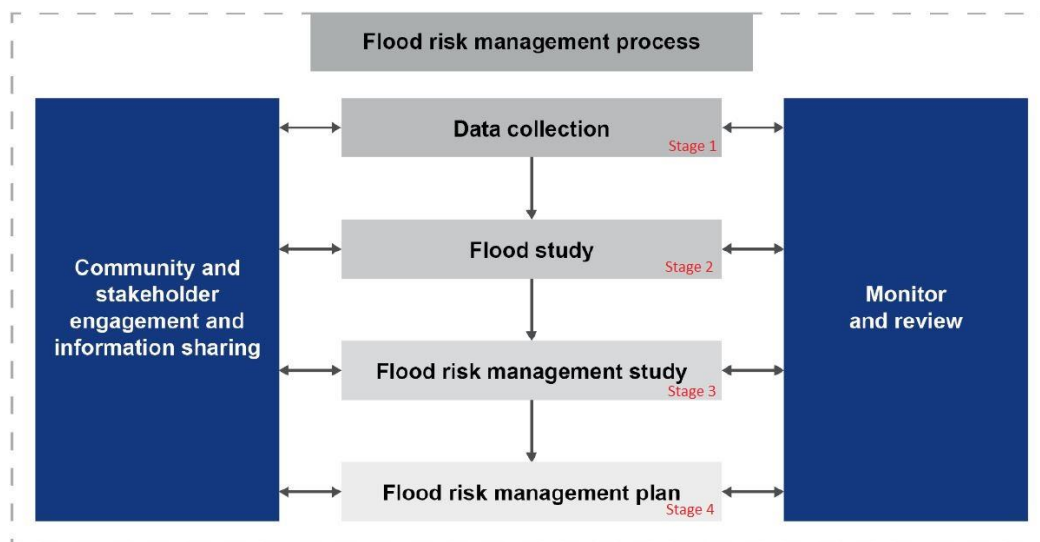 Flood risk management process
Data collection
Stage 1
Flood study
Stage 2
Community and
stakeholder
engagement and
information sharing
Monitor
and review
Flood risk management study
Stage 3
Flood risk management plan
Stage 4